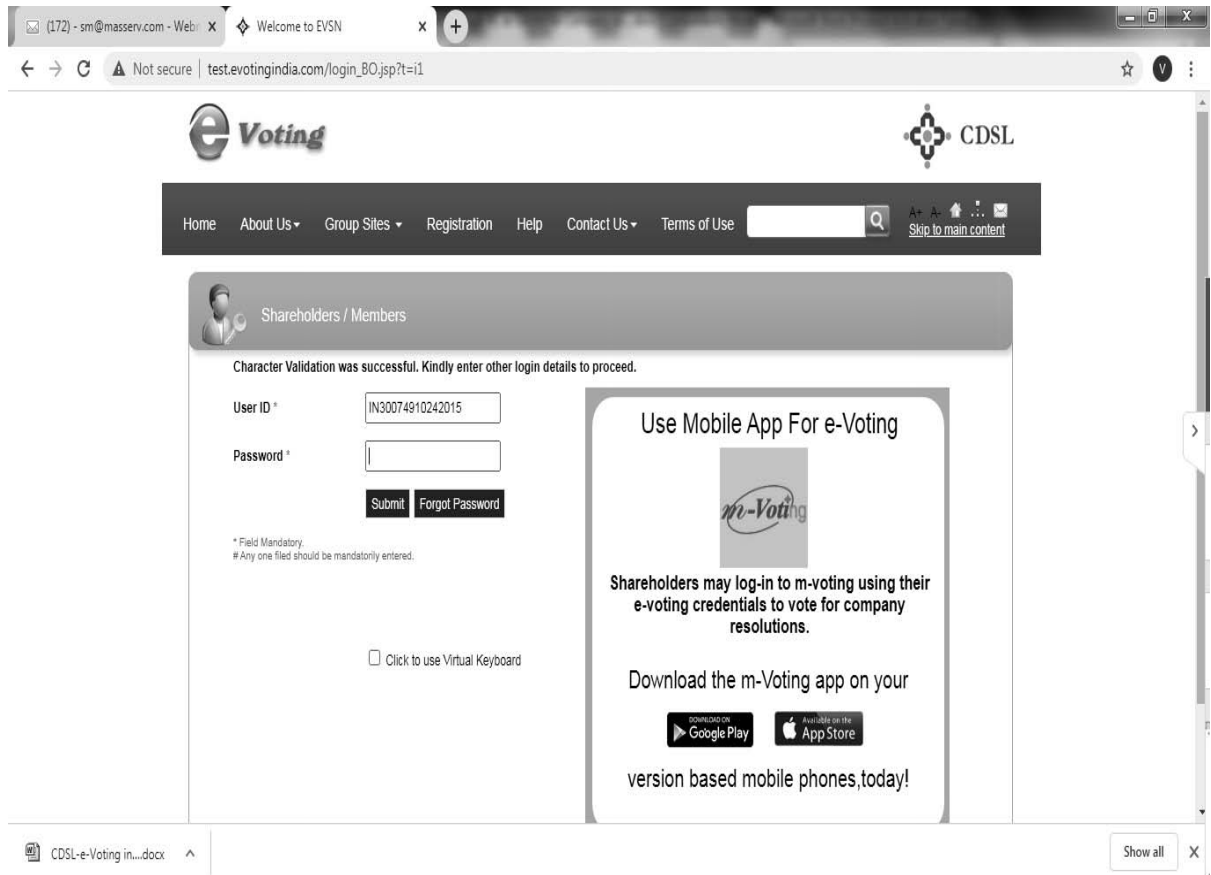 (172) - sm@masserv.com - Webr
Welcome to EVSN
Not secure | test.evotingindia.com/login_BO.jsp?t=i1
V
e Voting
CDSL
Home About Us Group Sites Registration Help Contact Us Terms of Use
A+ A-
Skip to main content
Shareholders / Members
Character Validation was successful. Kindly enter other login details to proceed.
User ID *
IN30074910242015
Password *
Submit Forgot Password
* Field Mandatory.
# Any one filed should be mandatorily entered.
Click to use Virtual Keyboard
Use Mobile App For e-Voting
m-Voting
Shareholders may log-in to m-voting using their
e-voting credentials to vote for company
resolutions.
Download the m-Voting app on your
DOWNLOAD ON
Google Play
Available on the
App Store
version based mobile phones,today!
CDSL-e-Voting in....docx
Show all